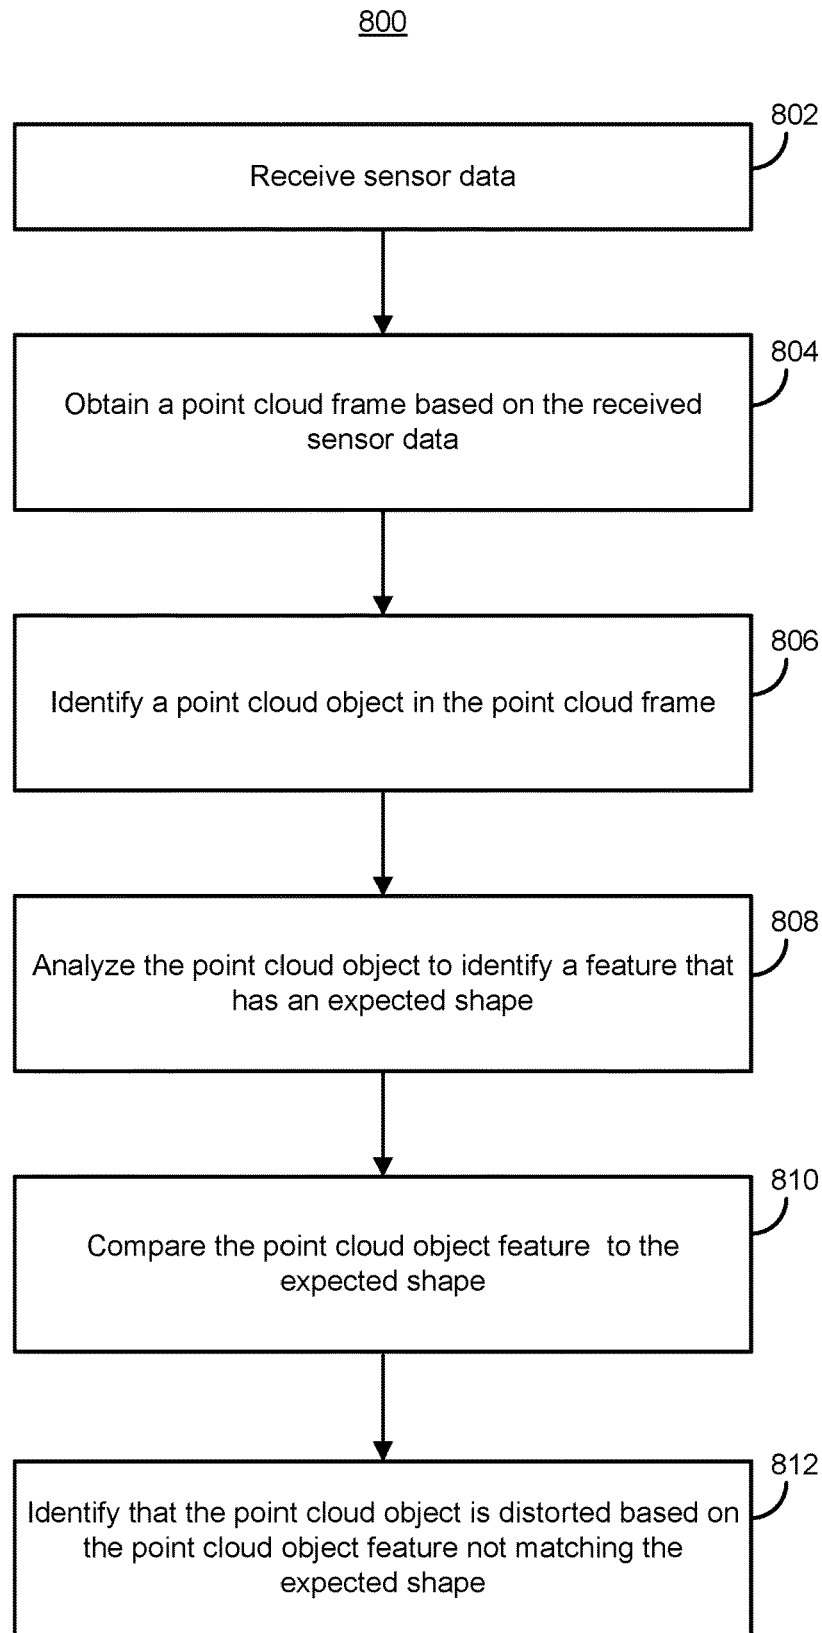 800
802
Receive sensor data
804
Obtain a point cloud frame based on the received
sensor data
806
Identify a point cloud object in the point cloud frame
808
Analyze the point cloud object to identify a feature that
has an expected shape
810
Compare the point cloud object feature  to the
expected shape
812
Identify that the point cloud object is distorted based on
the point cloud object feature not matching the
expected shape